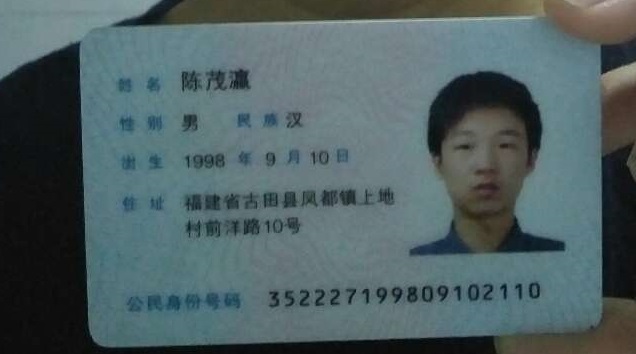 姓名 陈茂瀛
性别 男 民族 汉
出生 1998 年 9 月 10 日
住址 福建省古田县凤都镇上地
村前洋路10号
公民身份号码 352227199809102110